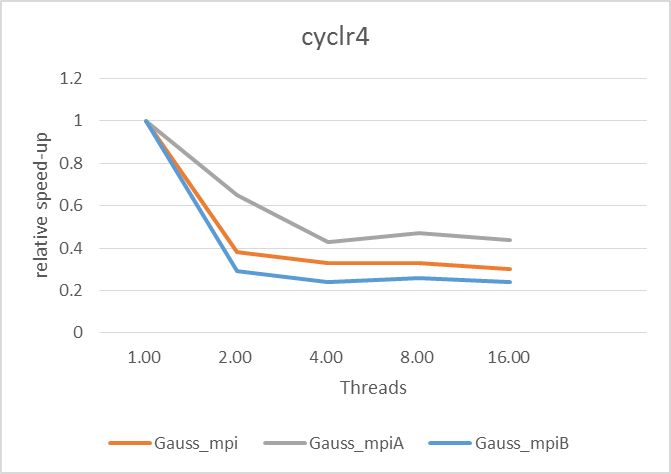 cyclr4
1.2
1
0.8
0.6
0.4
0.2
0
relative speed-up
1.00 2.00 4.00 8.00 16.00
Threads
Gauss_mpi Gauss_mpiA Gauss_mpiB